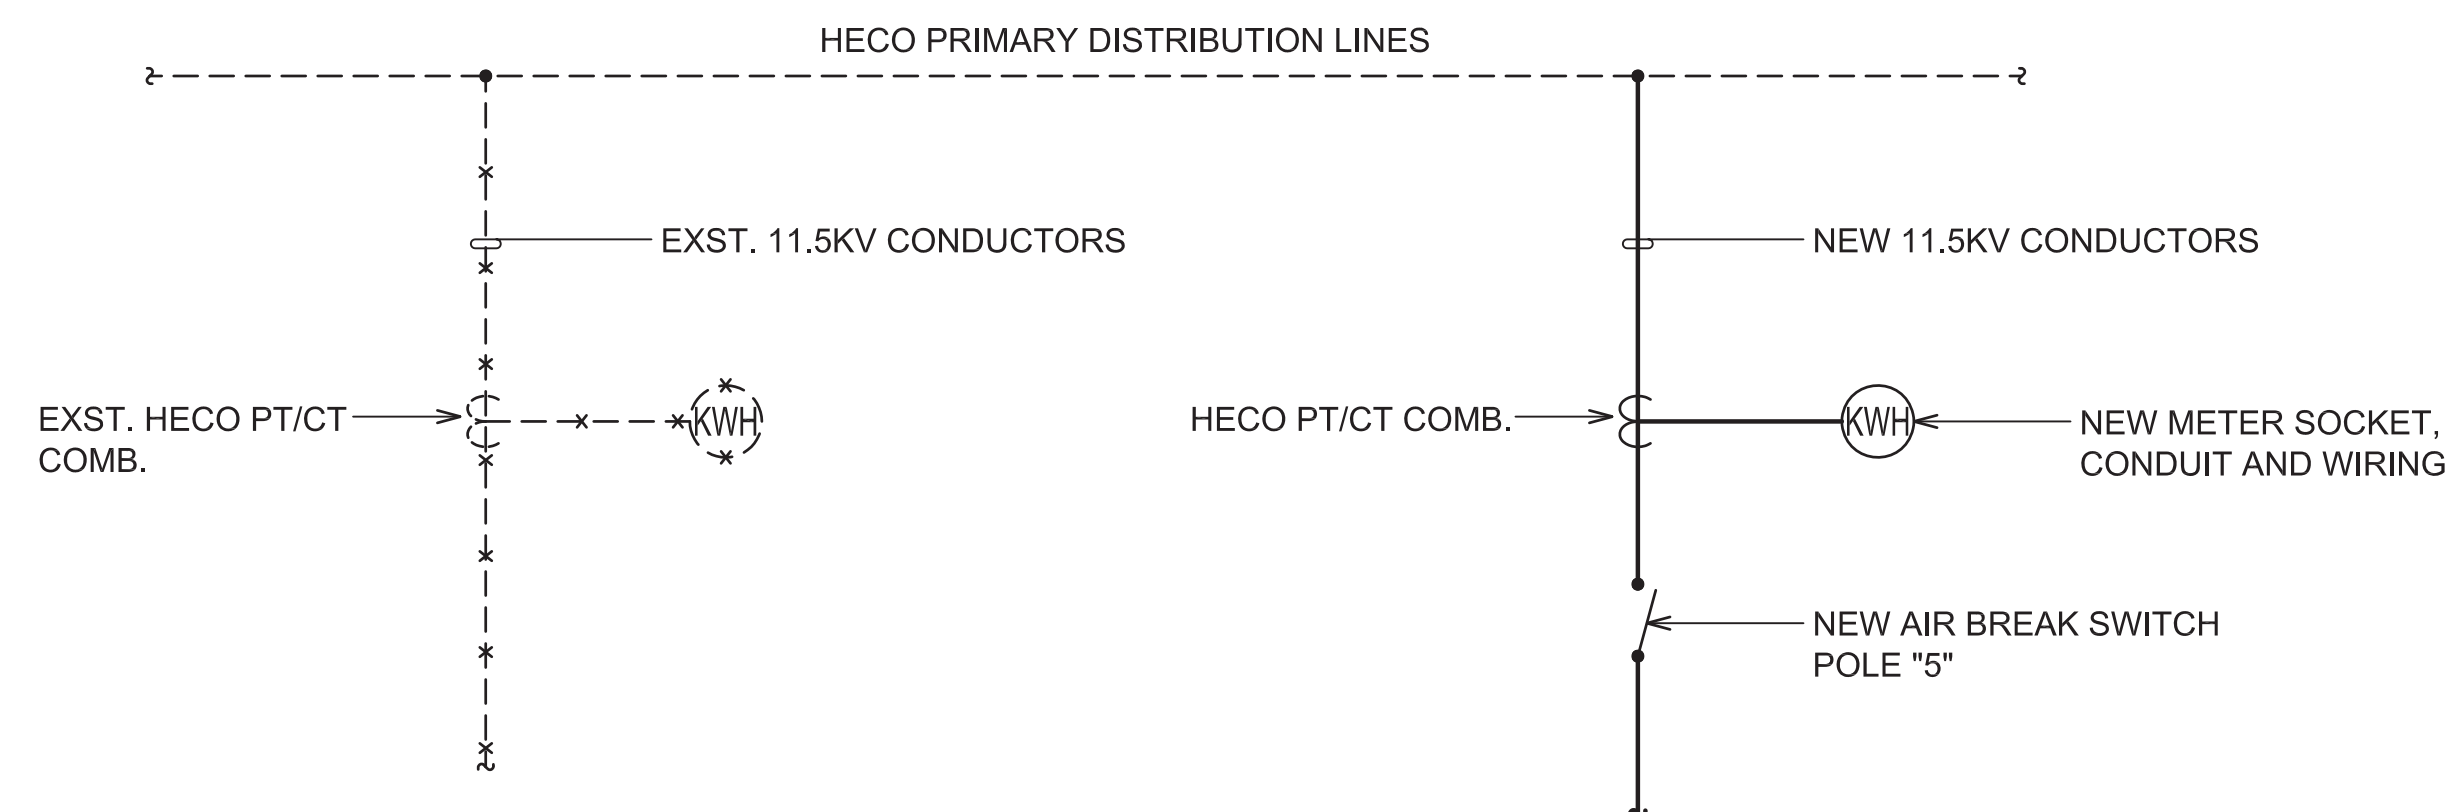 HECO PRIMARY DISTRIBUTION LINES
EXST. 11.5KV CONDUCTORS
NEW 11.5KV CONDUCTORS
EXST. HECO PT/CT
COMB.
KWH
HECO PT/CT COMB.
KWH
NEW METER SOCKET,
CONDUIT AND WIRING
NEW AIR BREAK SWITCH
POLE "5"